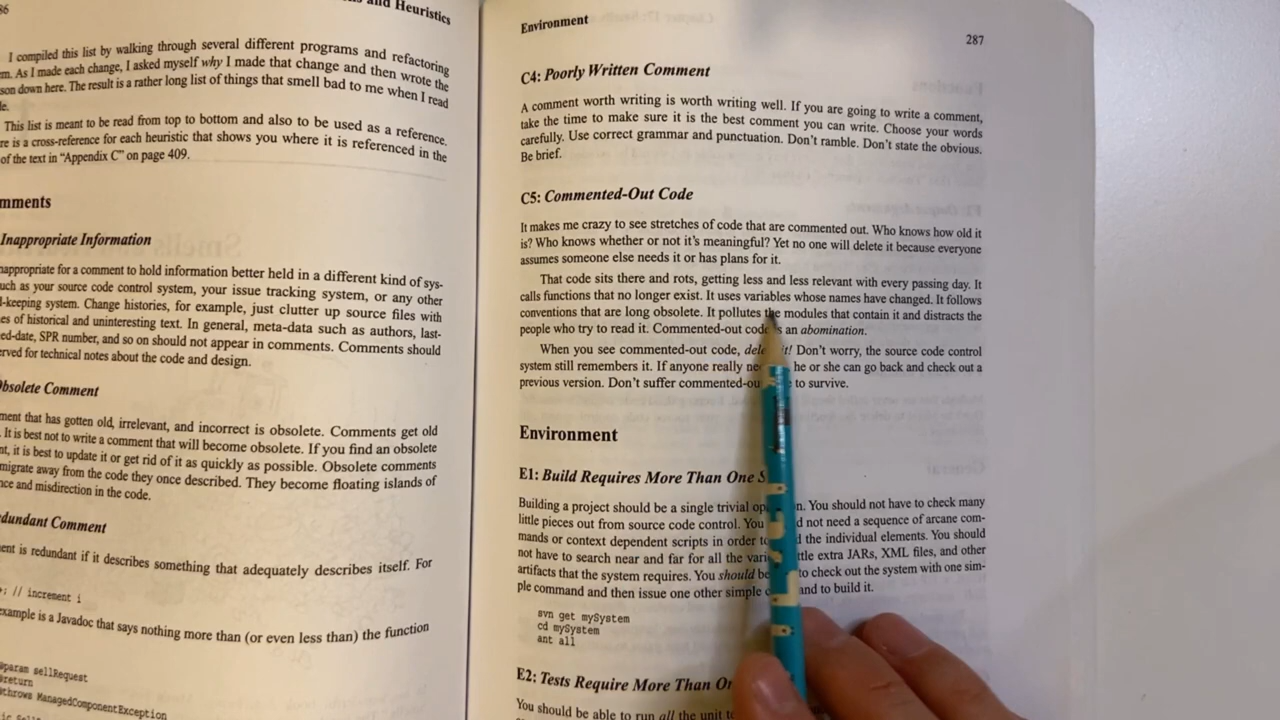 86
and Heuristics
I compiled this list by walking through several different programs and refactoring
m. As I made each change, I asked myself why I made that change and then wrote the
son down here. The result is a rather long list of things that smell bad to me when I read
le.
This list is meant to be read from top to bottom and also to be used as a reference.
re is a cross-reference for each heuristic that shows you where it is referenced in the
of the text in “Appendix C” on page 409.
mments
Inappropriate Information
nappropriate for a comment to hold information better held in a different kind of sys-
uch as your source code control system, your issue tracking system, or any other
-keeping system. Change histories, for example, just clutter up source files with
es of historical and uninteresting text. In general, meta-data such as authors, last-
ed-date, SPR number, and so on should not appear in comments. Comments should
rved for technical notes about the code and design.
bsolete Comment
ment that has gotten old, irrelevant, and incorrect is obsolete. Comments get old
. It is best not to write a comment that will become obsolete. If you find an obsolete
nt, it is best to update it or get rid of it as quickly as possible. Obsolete comments
migrate away from the code they once described. They become floating islands of
nce and misdirection in the code.
dundant Comment
ent is redundant if it describes something that adequately describes itself. For
; // increment i
example is a Javadoc that says nothing more than (or even less than) the function
param sellRequest
return
throws ManagedComponentException
Environment
287
C4: Poorly Written Comment
A comment worth writing is worth writing well. If you are going to write a comment,
take the time to make sure it is the best comment you can write. Choose your words
carefully. Use correct grammar and punctuation. Don’t ramble. Don’t state the obvious.
Be brief.
C5: Commented-Out Code
It makes me crazy to see stretches of code that are commented out. Who knows how old it
is? Who knows whether or not it’s meaningful? Yet no one will delete it because everyone
assumes someone else needs it or has plans for it.
That code sits there and rots, getting less and less relevant with every passing day. It
calls functions that no longer exist. It uses variables whose names have changed. It follows
conventions that are long obsolete. It pollutes the modules that contain it and distracts the
people who try to read it. Commented-out code is an abomination.
When you see commented-out code, dele it! Don’t worry, the source code control
system still remembers it. If anyone really ne he or she can go back and check out a
previous version. Don’t suffer commented-ou to survive.
Environment
E1: Build Requires More Than One S
Building a project should be a single trivial op n. You should not have to check many
little pieces out from source code control. You d not need a sequence of arcane com-
mands or context dependent scripts in order to d the individual elements. You should
not have to search near and far for all the vari ttle extra JARs, XML files, and other
artifacts that the system requires. You should be to check out the system with one sim-
ple command and then issue one other simple c and to build it.
svn get mySystem
cd mySystem
ant all
E2: Tests Require More Than On
You should be able to run all the unit t